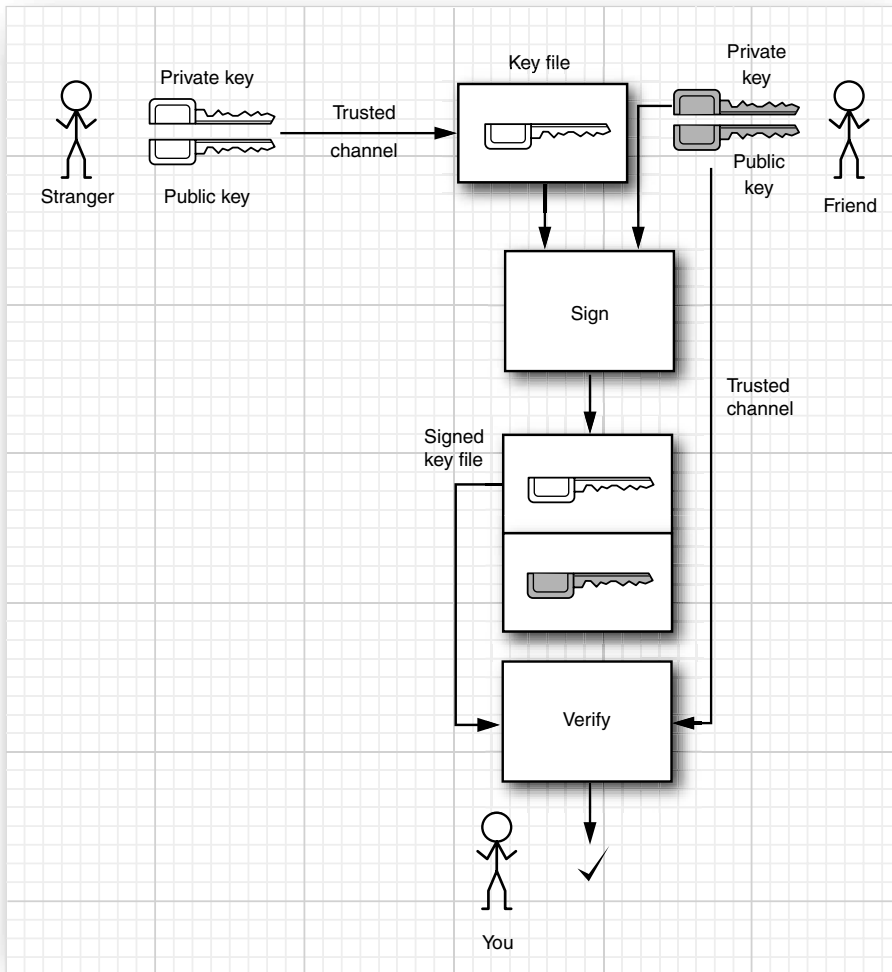 Key file
Private
key
Private key
Trusted
channel
Public
key
Stranger
Public key
Friend
Sign
Trusted
channel
Signed
key file
Verify
You